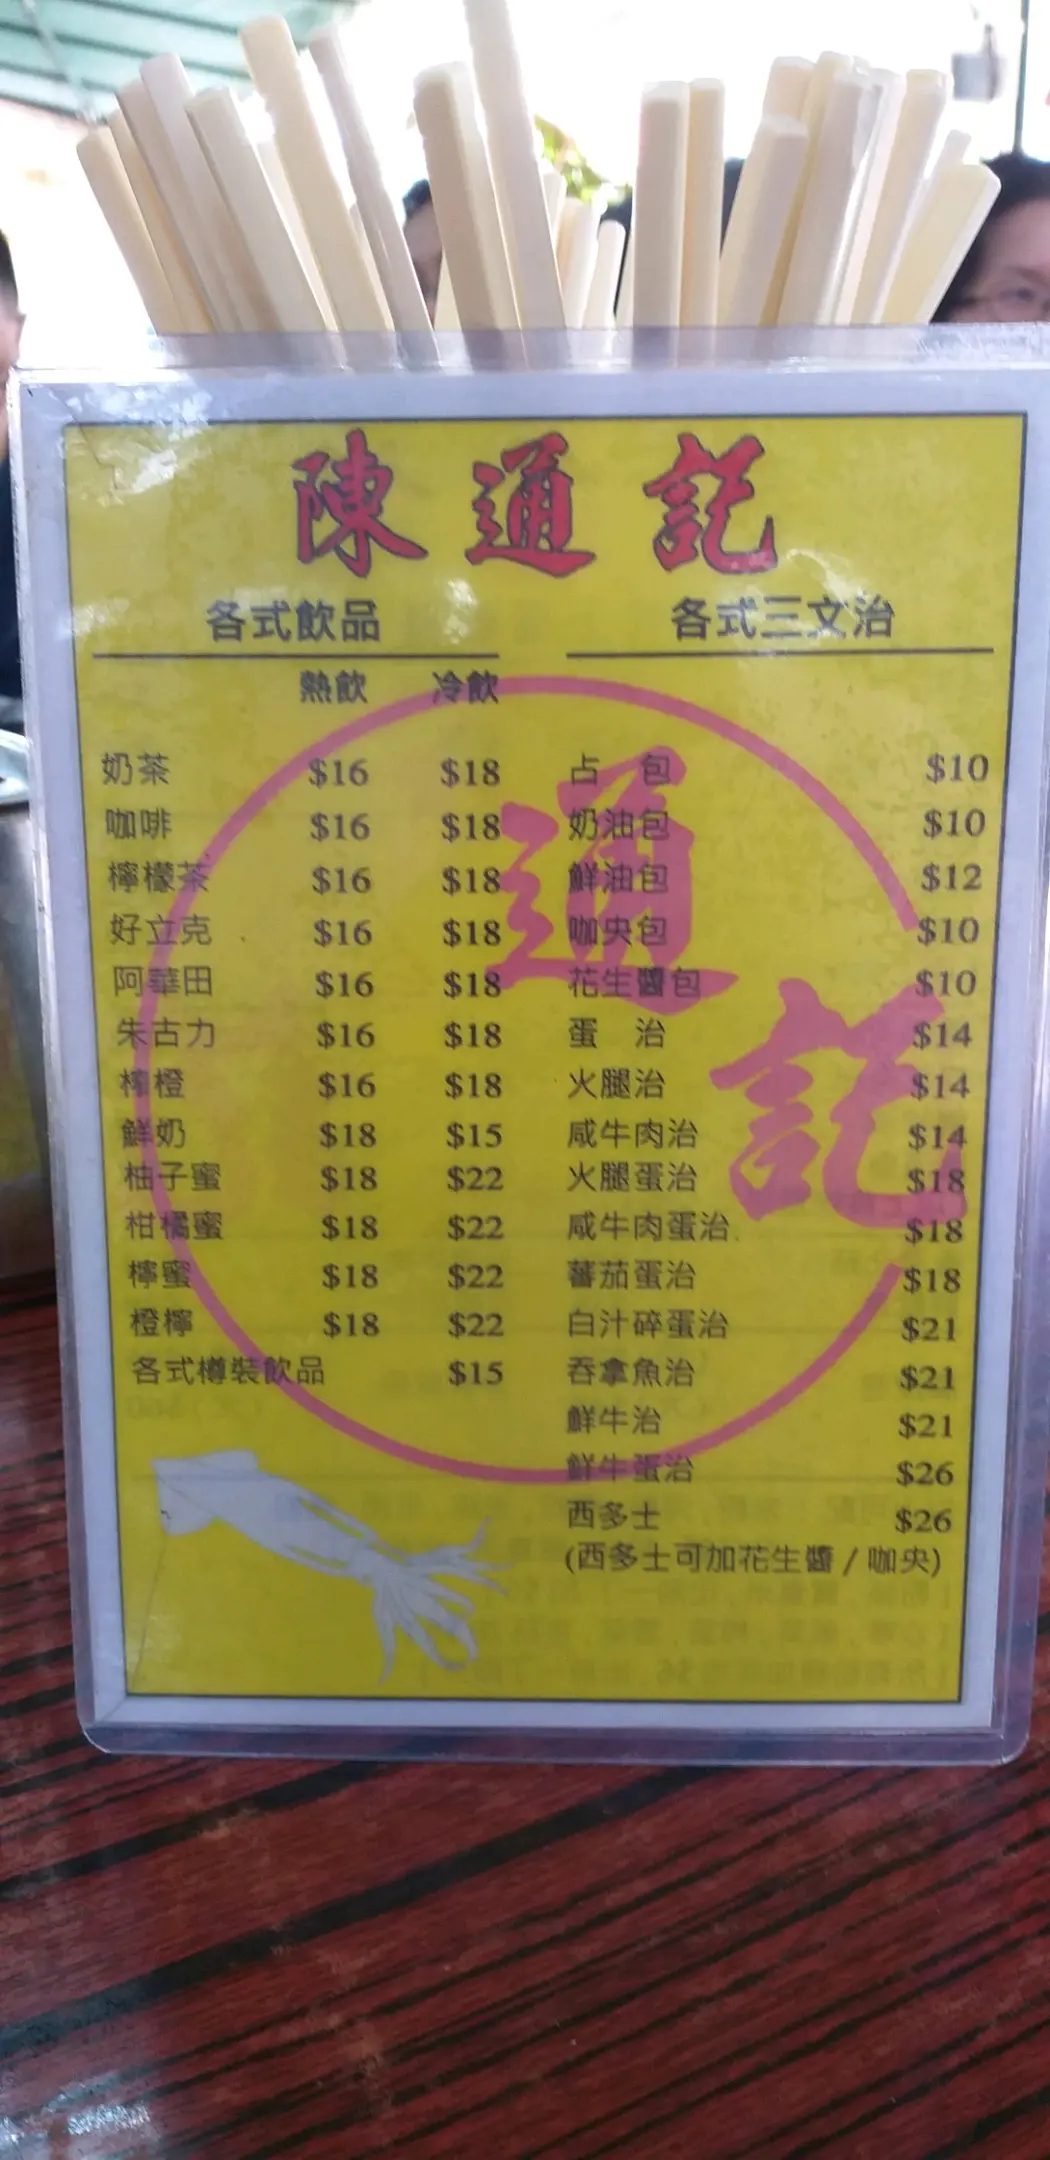 陳通記
各式飲品
熱飲 冷飲
奶茶 $16 $18
咖啡 $16 $18
檸檬茶 $16 $18
好立克 $16 $18
阿華田 $16 $18
朱古力 $16 $18
檸橙 $16 $18
鮮奶 $18 $15
柚子蜜 $18 $22
柑橘蜜 $18 $22
檸蜜 $18 $22
橙檸 $18 $22
各式樽裝飲品 $15
各式三文治
占 包 $10
奶油包 $10
鮮油包 $12
咖央包 $10
花生醬包 $10
蛋 治 $14
火腿治 $14
咸牛肉治 $14
火腿蛋治 $18
咸牛肉蛋治 $18
蕃茄蛋治 $18
白汁碎蛋治 $21
吞拿魚治 $21
鮮牛治 $21
鮮牛蛋治 $26
西多士 $26
(西多士可加花生醬 / 咖央)
通
記